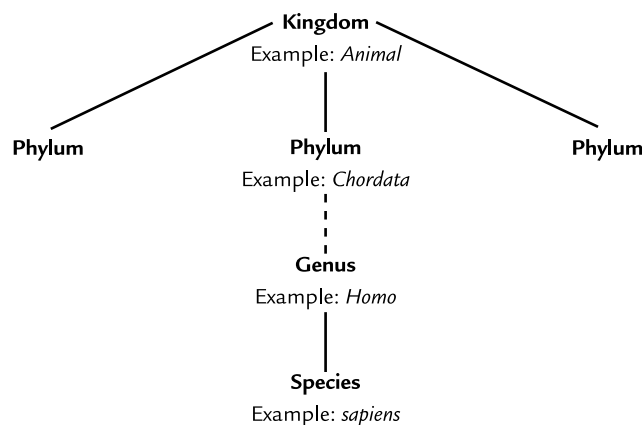 Kingdom
Example: Animal
Phylum
Phylum
Phylum
Example: Chordata
Genus
Example: Homo
Species
Example: sapiens